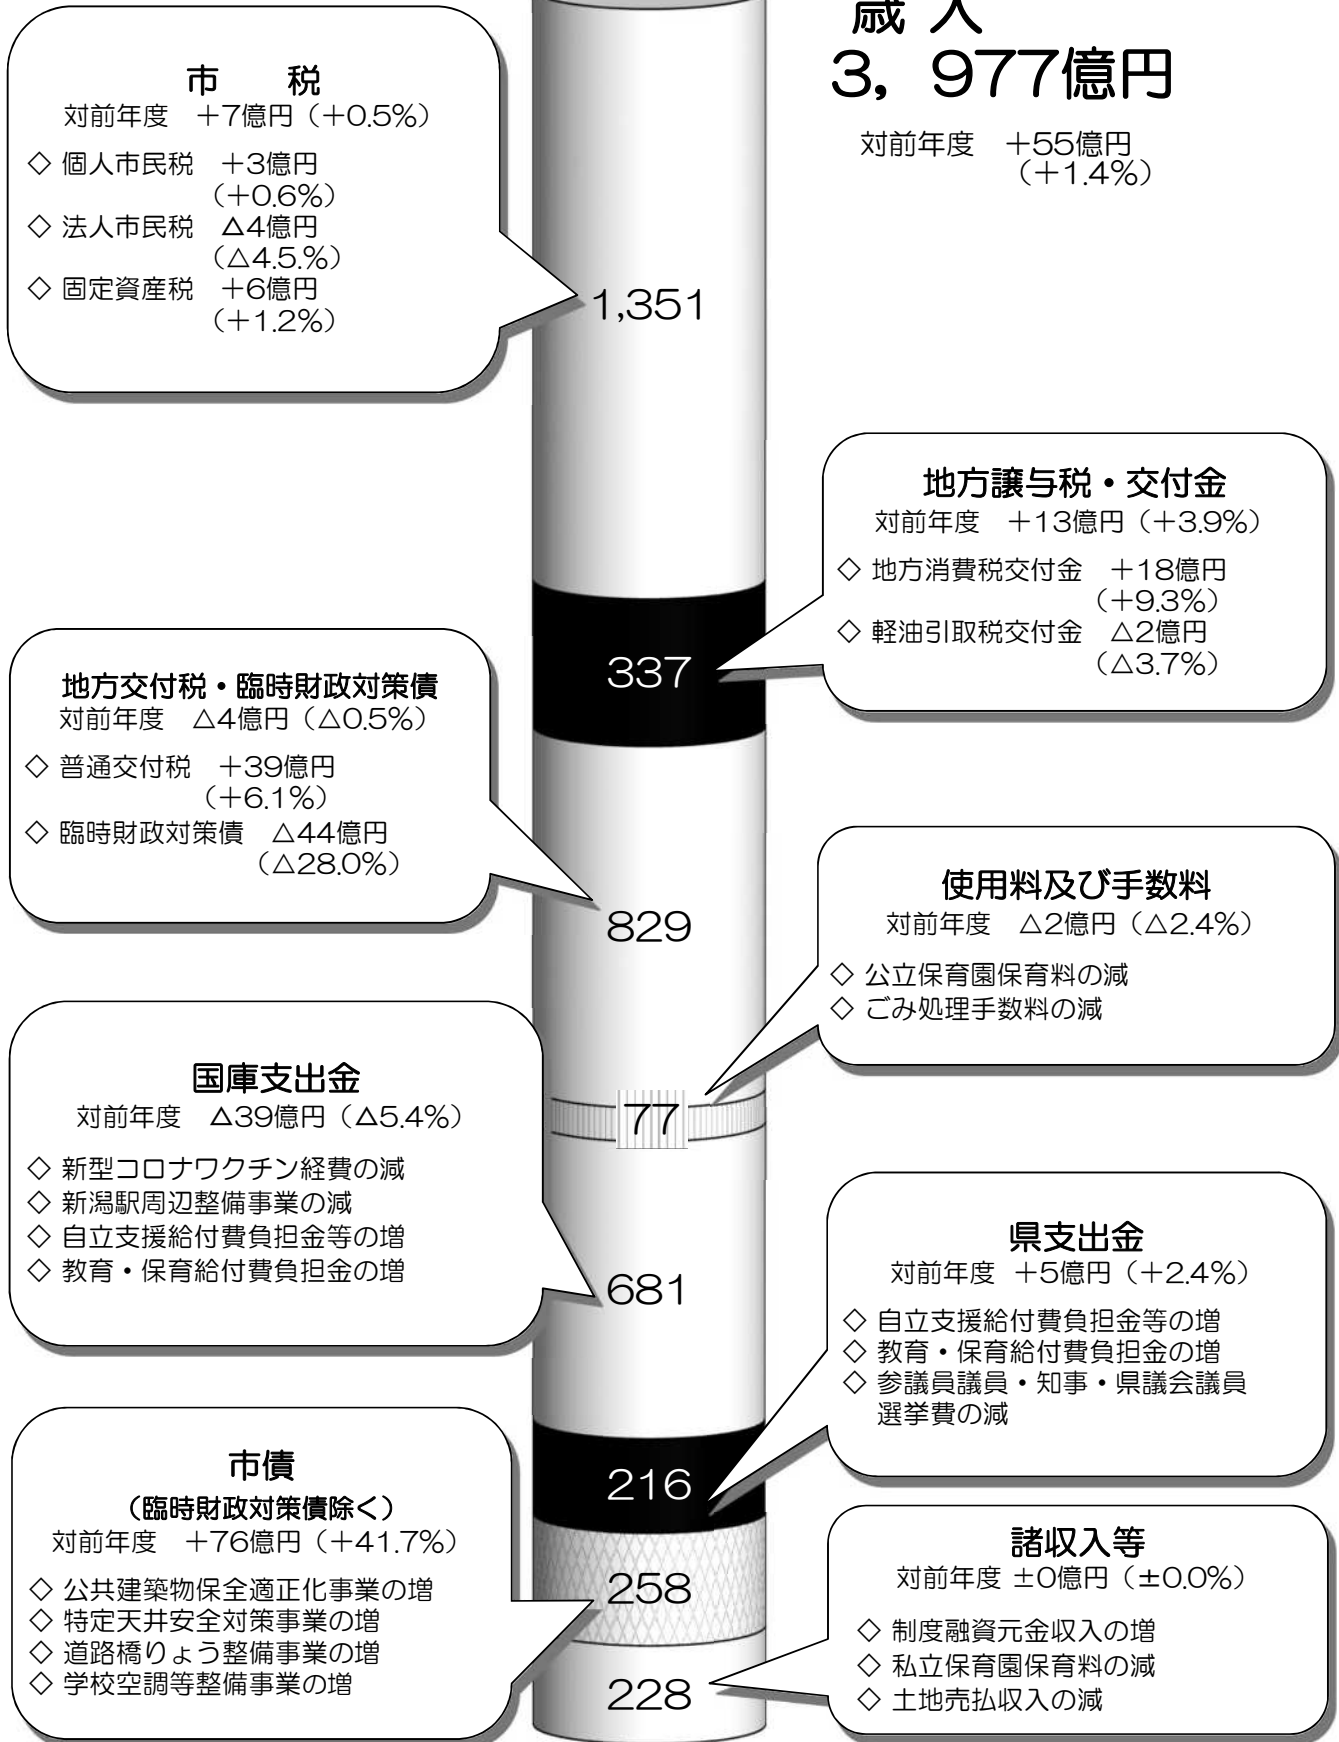 歳 入
3，977億円
対前年度　＋55億円
（＋1.4%）
市　税
対前年度　＋7億円（＋0.5%）
◇ 個人市民税　＋3億円
（＋0.6%）
◇ 法人市民税　△4億円
（△4.5.%）
◇ 固定資産税　＋6億円
（＋1.2%）
1,351
地方譲与税・交付金
対前年度　＋13億円（＋3.9%）
◇ 地方消費税交付金　＋18億円
（＋9.3%）
◇ 軽油引取税交付金　△2億円
（△3.7%）
337
地方交付税・臨時財政対策債
対前年度　△4億円（△0.5%）
◇ 普通交付税　＋39億円
（＋6.1%）
◇ 臨時財政対策債　△44億円
（△28.0%）
829
使用料及び手数料
対前年度　△2億円（△2.4%）
◇ 公立保育園保育料の減
◇ ごみ処理手数料の減
77
国庫支出金
対前年度　△39億円（△5.4%）
◇ 新型コロナワクチン経費の減
◇ 新潟駅周辺整備事業の減
◇ 自立支援給付費負担金等の増
◇ 教育・保育給付費負担金の増
681
県支出金
対前年度　＋5億円（＋2.4%）
◇ 自立支援給付費負担金等の増
◇ 教育・保育給付費負担金の増
◇ 参議員議員・知事・県議会議員
選挙費の減
216
市債
（臨時財政対策債除く）
対前年度　＋76億円（＋41.7%）
◇ 公共建築物保全適正化事業の増
◇ 特定天井安全対策事業の増
◇ 道路橋りょう整備事業の増
◇ 学校空調等整備事業の増
258
諸収入等
対前年度 ±0億円（±0.0%）
◇ 制度融資元金収入の増
◇ 私立保育園保育料の減
◇ 土地売払収入の減
228